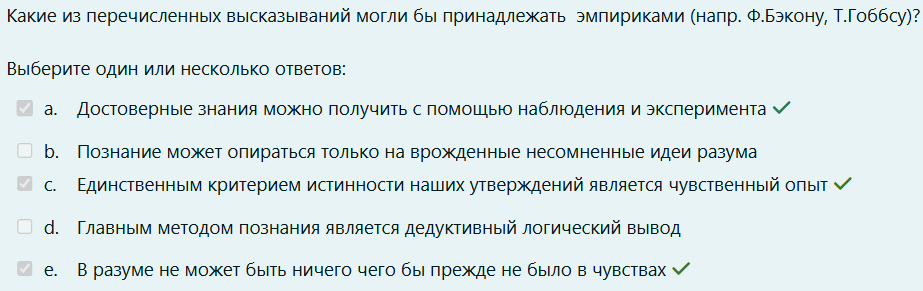 Какие из перечисленных высказываний могли бы принадлежать эмпириками (напр. Ф.Бэкону, Т.Гоббсу)?
Выберите один или несколько ответов:
a. Достоверные знания можно получить с помощью наблюдения и эксперимента
b. Познание может опираться только на врожденные несомненные идеи разума
c. Единственным критерием истинности наших утверждений является чувственный опыт
d. Главным методом познания является дедуктивный логический вывод
e. В разуме не может быть ничего чего бы прежде не было в чувствах